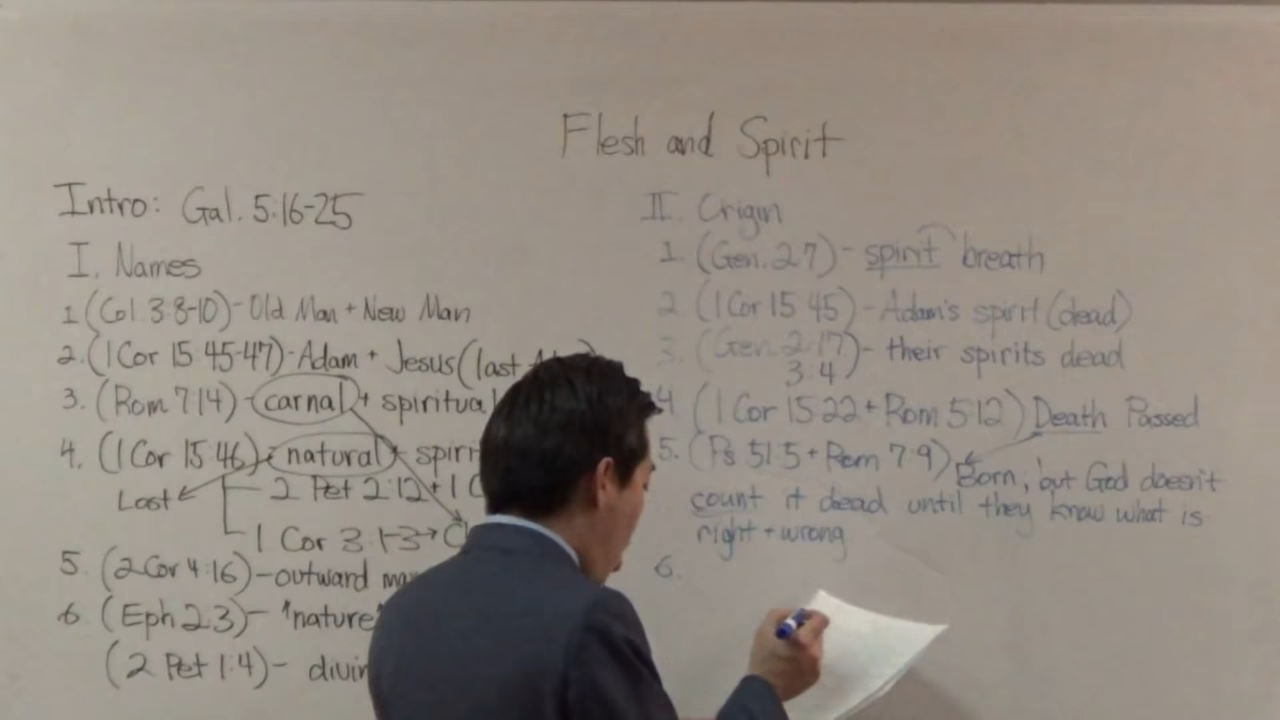 Flesh and Spirit
Intro: Gal. 5:16-25
I. Names
1 (Col 3:8-10)-Old Man + New Man
2. (1 Cor 15 45-47)-Adam + Jesus (last
3. (Rom 7:14) - carnal + spiritual
4. (1 Cor 15:46) - natural + spirit
Lost
2 Pet 2:12 + 1 C
1 Cor 3:1-3→
5. (2 Cor 4:16)-outward
6 (Eph 2:3)- "nature"
(2 Pet 1:4)-
II. Origin
1. (Gen. 2:7) - spirit breath
2 (1 Cor 15 45) - Adam's spirit (dead)
3. (Gen. 2:17) - their spirits dead
3:4
4 (1 Cor 15:22 + Rom 5:12) Death Passed
5. (Ps 51:5 + Rom 7:9) Born, but God doesn't
count it dead until they know what is
right + wrong
6.